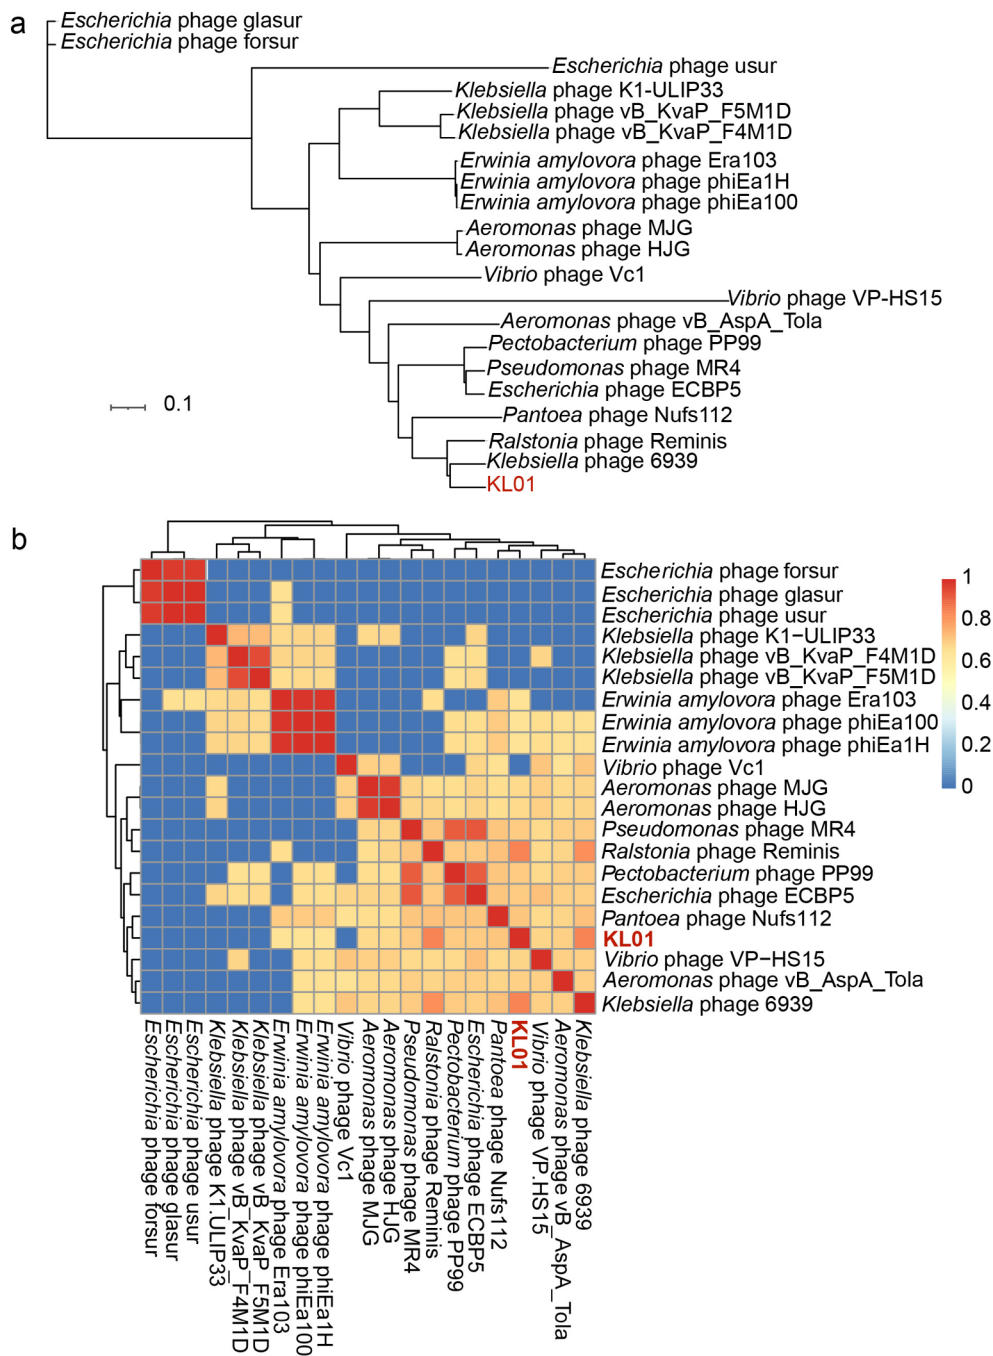 a
Escherichia phage glasur
Escherichia phage forsur
Escherichia phage usur
Klebsiella phage K1-ULIP33
Klebsiella phage vB_KvaP_F5M1D
Klebsiella phage vB_KvaP_F4M1D
Erwinia amylovora phage Era103
Erwinia amylovora phage phiEa1H
Erwinia amylovora phage phiEa100
Aeromonas phage MJG
Aeromonas phage HJG
Vibrio phage Vc1
Vibrio phage VP-HS15
Aeromonas phage vB_AspA_Tola
Pectobacterium phage PP99
Pseudomonas phage MR4
Escherichia phage ECBP5
Pantoea phage Nufs112
Ralstonia phage Reminis
Klebsiella phage 6939
KL01
0.1
b
Escherichia phage forsur
Escherichia phage glasur
Escherichia phage usur
Klebsiella phage K1−ULIP33
Klebsiella phage vB_KvaP_F4M1D
Klebsiella phage vB_KvaP_F5M1D
Erwinia amylovora phage Era103
Erwinia amylovora phage phiEa100
Erwinia amylovora phage phiEa1H
Vibrio phage Vc1
Aeromonas phage MJG
Aeromonas phage HJG
Pseudomonas phage MR4
Ralstonia phage Reminis
Pectobacterium phage PP99
Escherichia phage ECBP5
Pantoea phage Nufs112
KL01
Vibrio phage VP−HS15
Aeromonas phage vB_AspA_Tola
Klebsiella phage 6939
1
0.8
0.6
0.4
0.2
0
Escherichia phage forsur
Escherichia phage glasur
Escherichia phage usur
Klebsiella phage K1.ULIP33
Klebsiella phage vB_KvaP_F4M1D
Klebsiella phage vB_KvaP_F5M1D
Erwinia amylovora phage Era103
Erwinia amylovora phage phiEa100
Erwinia amylovora phage phiEa1H
Vibrio phage Vc1
Aeromonas phage MJG
Aeromonas phage HJG
Pseudomonas phage MR4
Ralstonia phage Reminis
Pectobacterium phage PP99
Escherichia phage ECBP5
Pantoea phage Nufs112
KL01
Vibrio phage VP.HS15
Aeromonas phage vB_AspA_Tola
Klebsiella phage 6939